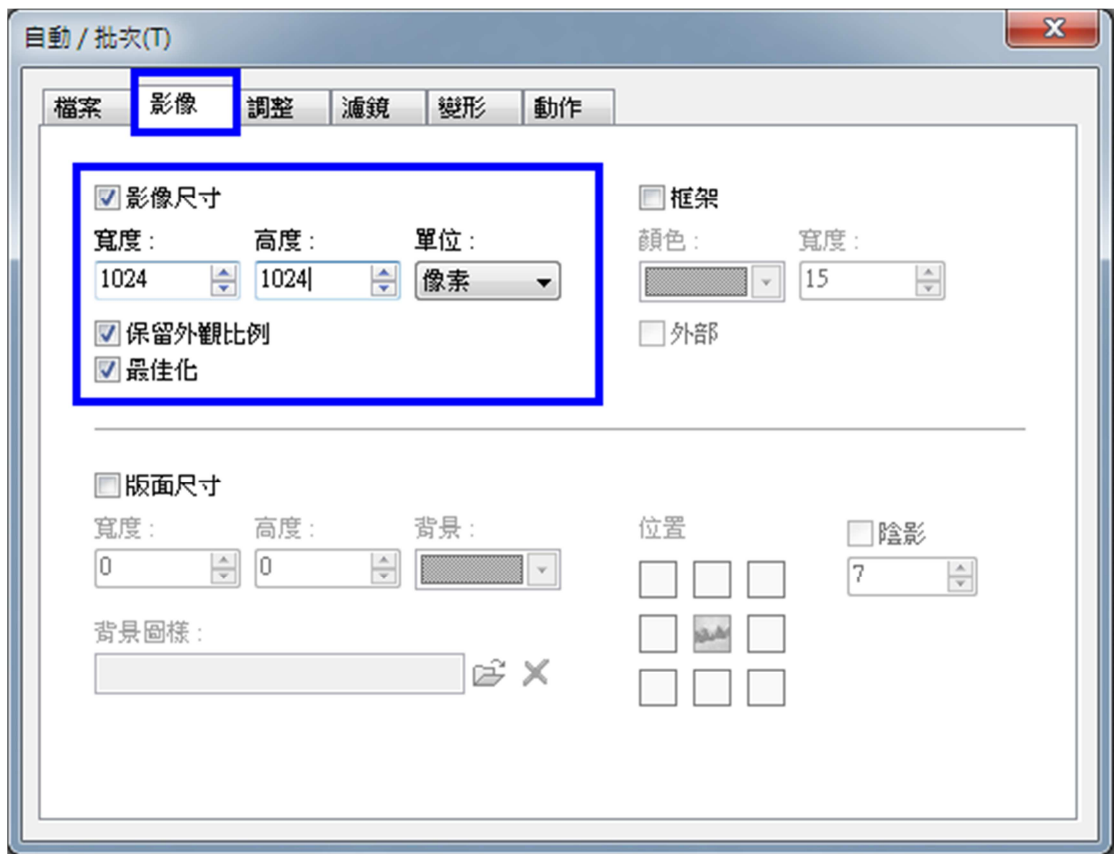 自動 / 批次(T)
檔案 影像 調整 濾鏡 變形 動作
影像尺寸 框架
寬度 : 高度 : 單位 : 顏色 : 寬度 :
1024 1024 像素 15
保留外觀比例 外部
最佳化
版面尺寸
寬度 : 高度 : 背景 : 位置 陰影
0 0 7
背景圖樣 :